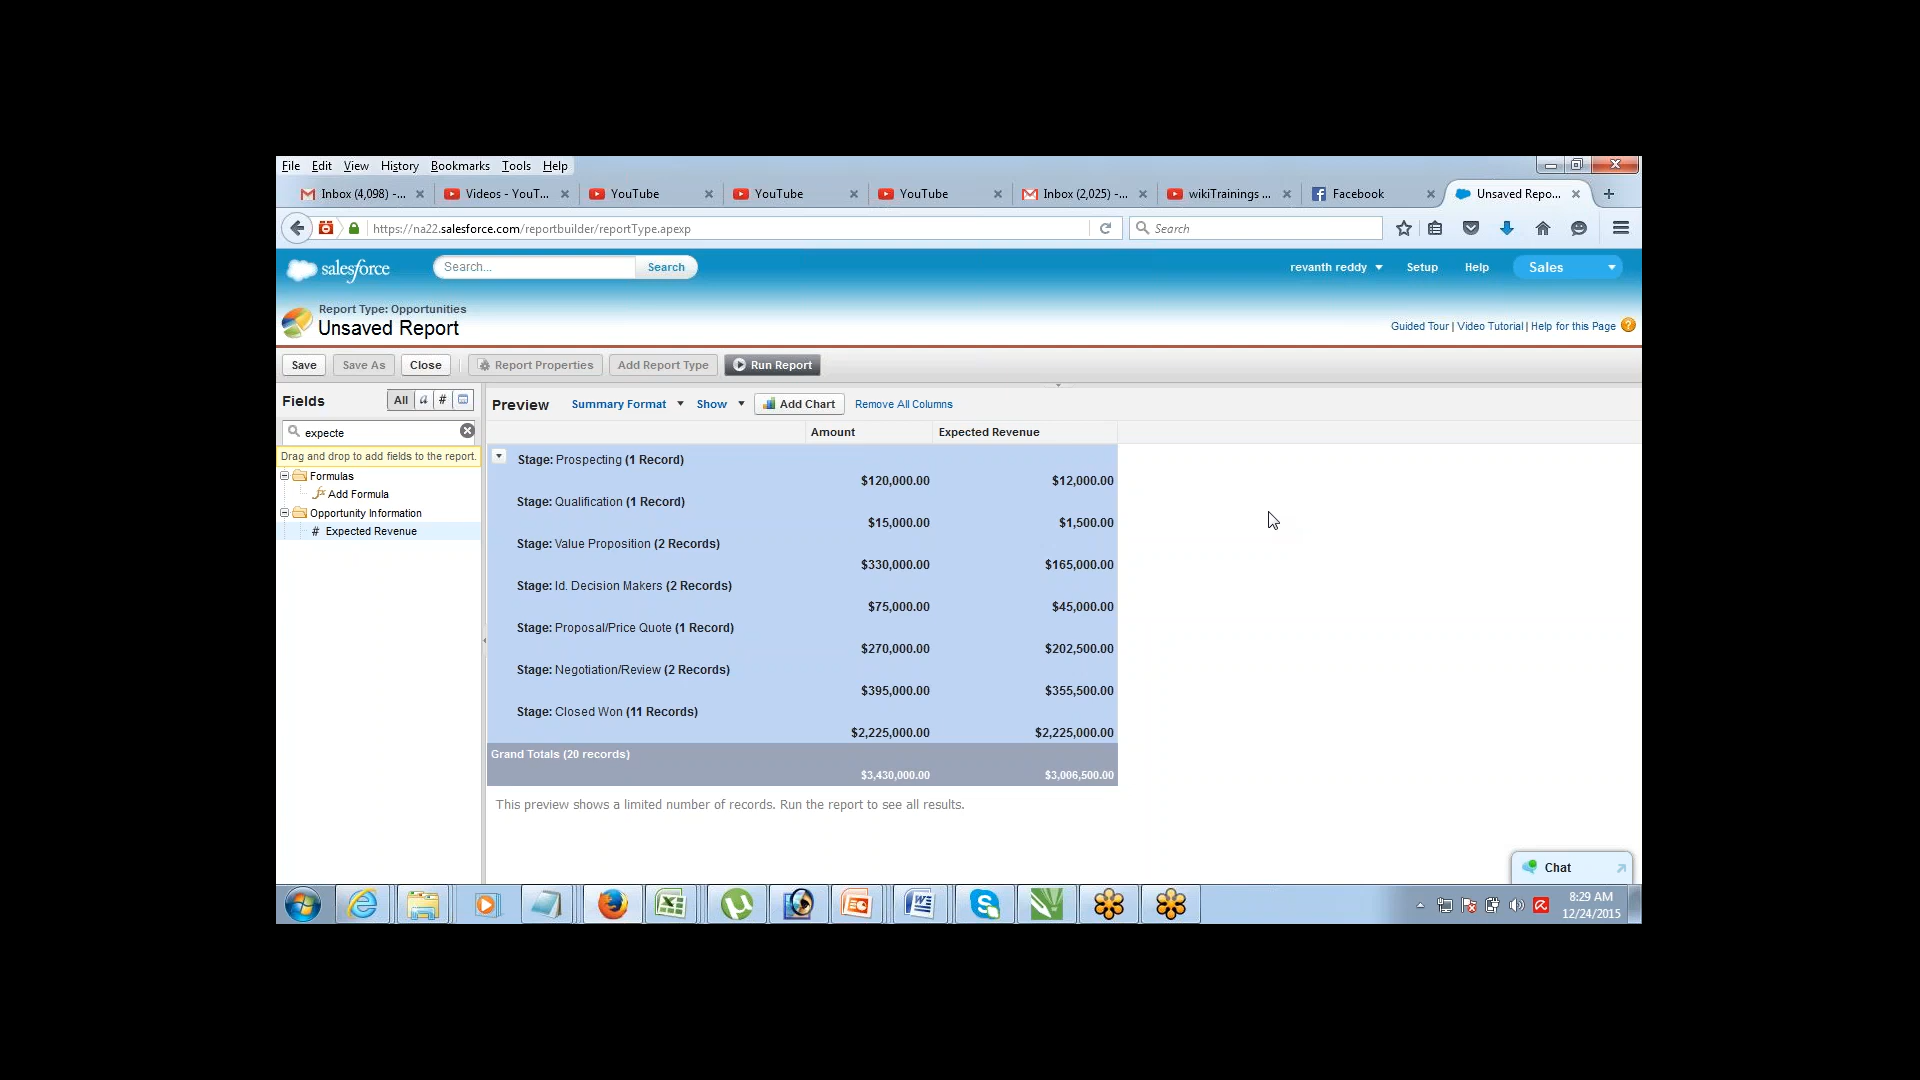 File Edit View History Bookmarks Tools Help
Inbox (4,098) -... Videos - YouT... YouTube YouTube YouTube Inbox (2,025) -... wikiTrainings ... Facebook Unsaved Repo...
https://na22.salesforce.com/reportbuilder/reportType.apexp Search
salesforce Search... Search revanth reddy Setup Help Sales
Report Type: Opportunities
Unsaved Report
Guided Tour | Video Tutorial | Help for this Page ?
Save Save As Close Report Properties Add Report Type Run Report
Fields All a #
Preview Summary Format Show Add Chart Remove All Columns
expecte
Drag and drop to add fields to the report.
Formulas
fx Add Formula
Opportunity Information
# Expected Revenue
Amount Expected Revenue
Stage: Prospecting (1 Record)
$120,000.00 $12,000.00
Stage: Qualification (1 Record)
$15,000.00 $1,500.00
Stage: Value Proposition (2 Records)
$330,000.00 $165,000.00
Stage: Id. Decision Makers (2 Records)
$75,000.00 $45,000.00
Stage: Proposal/Price Quote (1 Record)
$270,000.00 $202,500.00
Stage: Negotiation/Review (2 Records)
$395,000.00 $355,500.00
Stage: Closed Won (11 Records)
$2,225,000.00 $2,225,000.00
Grand Totals (20 records)
$3,430,000.00 $3,006,500.00
This preview shows a limited number of records. Run the report to see all results.
Chat
8:29 AM
12/24/2015